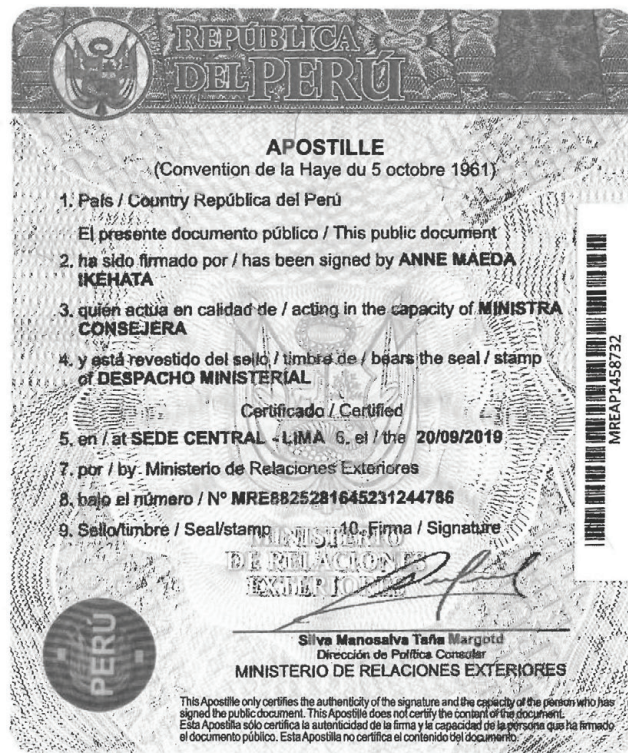 REPÚBLICA
DEL PERÚ
APOSTILLE
(Convention de la Haye du 5 octobre 1961)
1. País / Country República del Perú
El presente documento público / This public document
2. ha sido firmado por / has been signed by ANNE MAEDA
IKEHATA
3. quien actúa en calidad de / acting in the capacity of MINISTRA
CONSEJERA
4. y está revestido del sello / timbre de / bears the seal / stamp
of DESPACHO MINISTERIAL
Certificado / Certified
5. en / at SEDE CENTRAL - LIMA 6. el / the 20/09/2019
7. por / by: Ministerio de Relaciones Exteriores
8. bajo el número / Nº MRE8825281645231244786
9. Sello/timbre / Seal/stamp 10. Firma / Signature
MINISTERIO
DE RELACIONES
EXTERIORES
Silva Manosalva Taña Margotd
Dirección de Política Consular
MINISTERIO DE RELACIONES EXTERIORES
PERÚ
MREAP1458732
This Apostille only certifies the authenticity of the signature and the capacity of the person who has
signed the public document. This Apostille does not certify the content of the document.
Esta Apostilla sólo certifica la autenticidad de la firma y la capacidad de la persona que ha firmado
el documento público. Esta Apostilla no certifica el contenido del documento.